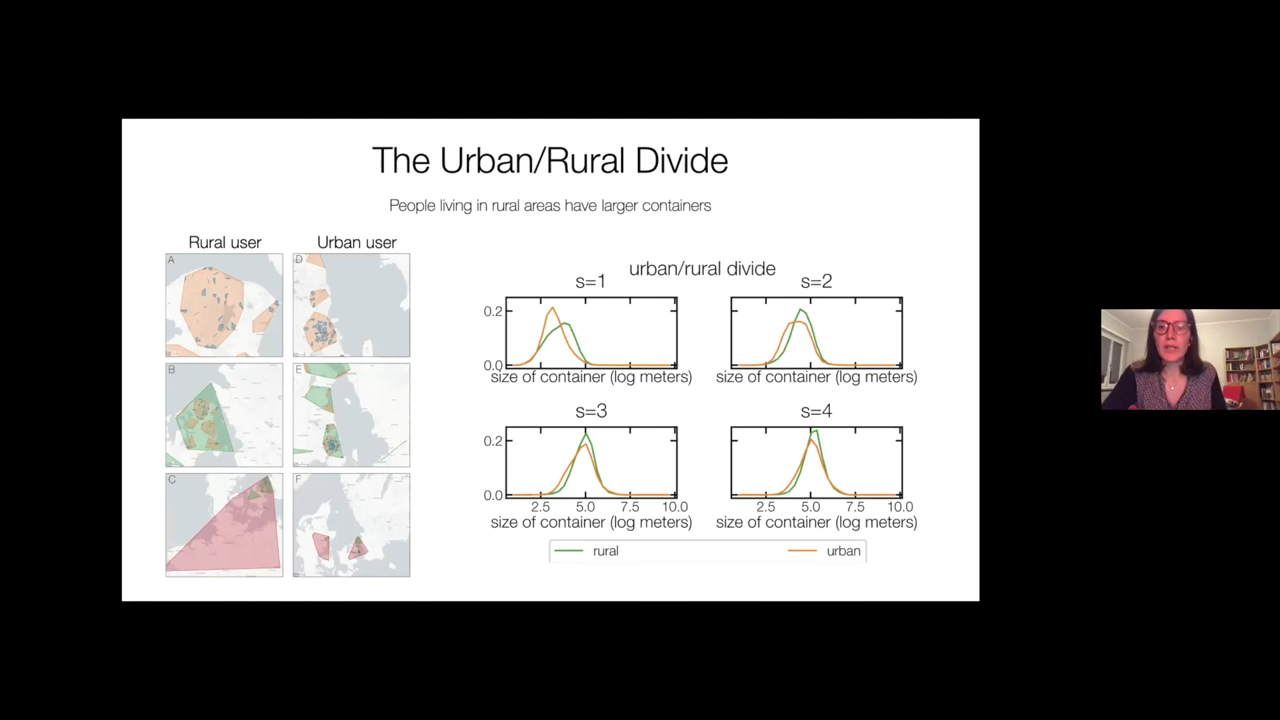 The Urban/Rural Divide
People living in rural areas have larger containers
Rural user
Urban user
A
D
B
E
C
F
urban/rural divide
s=1
s=2
0.2
0.0
size of container (log meters)
size of container (log meters)
s=3
s=4
0.2
0.0
2.5 5.0 7.5 10.0
2.5 5.0 7.5 10.0
size of container (log meters)
size of container (log meters)
rural
urban